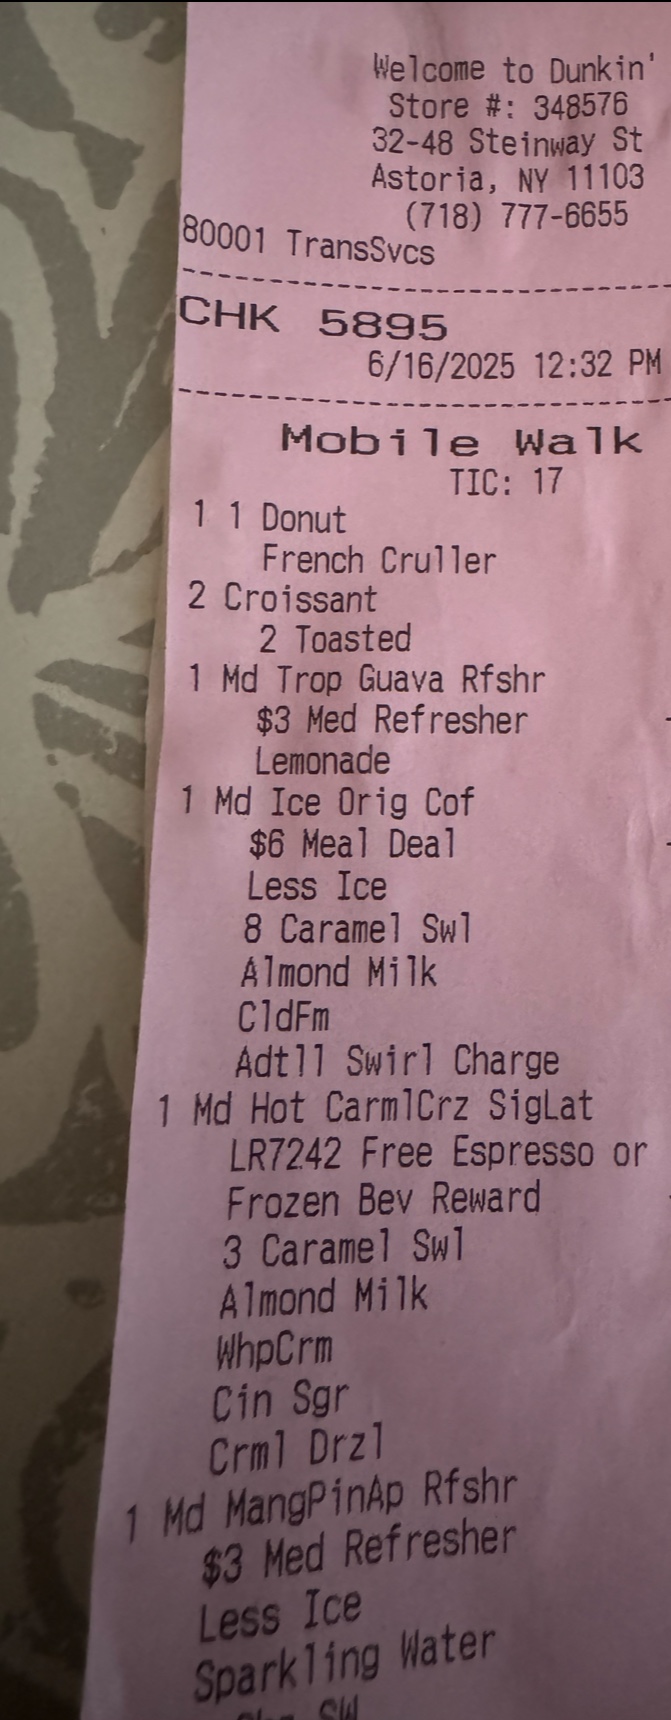 Welcome to Dunkin'
Store #: 348576
32-48 Steinway St
Astoria, NY 11103
(718) 777-6655
80001 TransSvcs
CHK 5895
6/16/2025 12:32 PM
Mobile Walk
TIC: 17
1 1 Donut
French Cruller
2 Croissant
2 Toasted
1 Md Trop Guava Rfshr
$3 Med Refresher
Lemonade
1 Md Ice Orig Cof
$6 Meal Deal
Less Ice
8 Caramel Swl
Almond Milk
CldFm
Adtll Swirl Charge
1 Md Hot CarmlCrz SigLat
LR7242 Free Espresso or
Frozen Bev Reward
3 Caramel Swl
Almond Milk
WhpCrm
Cin Sgr
Crml Drzl
1 Md MangPinAp Rfshr
$3 Med Refresher
Less Ice
Sparkling Water